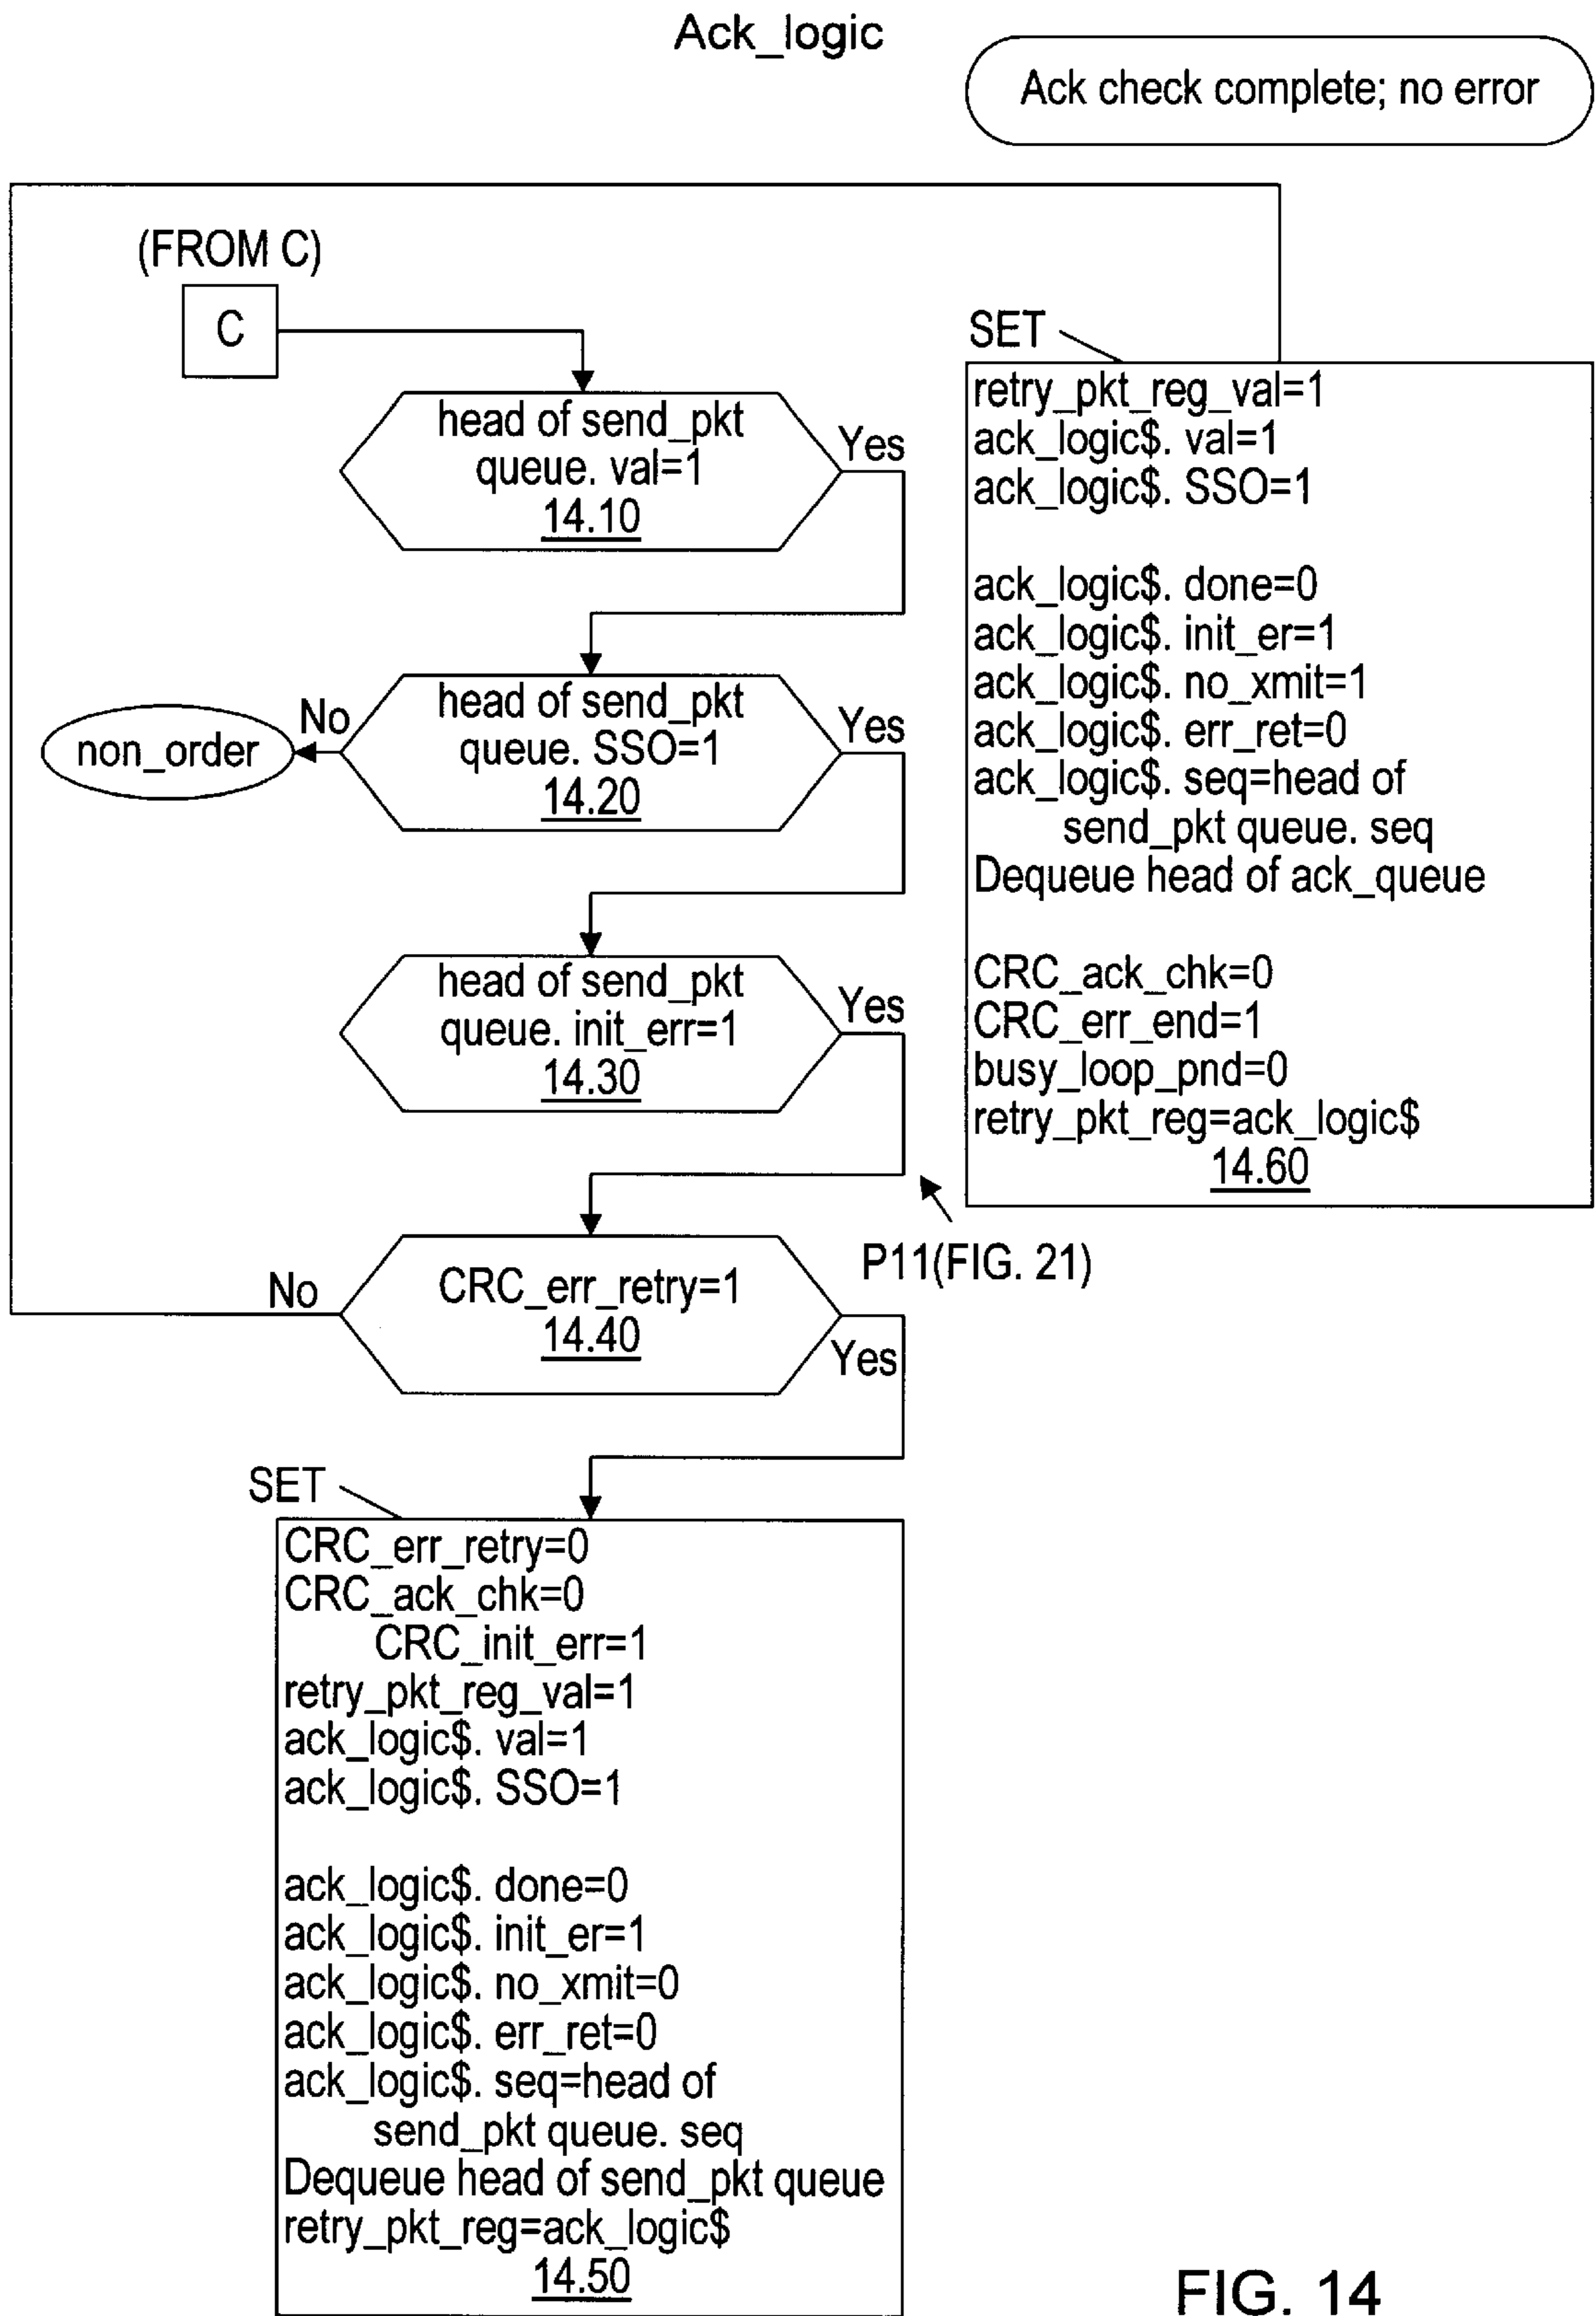 Ack_logic
Ack check complete; no error
(FROM C)
C
head of send_pkt
queue. val=1
14.10
Yes
head of send_pkt
queue. SSO=1
14.20
No
Yes
non_order
head of send_pkt
queue. init_err=1
14.30
Yes
P11(FIG. 21)
CRC_err_retry=1
14.40
No
Yes
SET
retry_pkt_reg_val=1
ack_logic$. val=1
ack_logic$. SSO=1
ack_logic$. done=0
ack_logic$. init_er=1
ack_logic$. no_xmit=1
ack_logic$. err_ret=0
ack_logic$. seq=head of
send_pkt queue. seq
Dequeue head of ack_queue
CRC_ack_chk=0
CRC_err_end=1
busy_loop_pnd=0
retry_pkt_reg=ack_logic$
14.60
SET
CRC_err_retry=0
CRC_ack_chk=0
CRC_init_err=1
retry_pkt_reg_val=1
ack_logic$. val=1
ack_logic$. SSO=1
ack_logic$. done=0
ack_logic$. init_er=1
ack_logic$. no_xmit=0
ack_logic$. err_ret=0
ack_logic$. seq=head of
send_pkt queue. seq
Dequeue head of send_pkt queue
retry_pkt_reg=ack_logic$
14.50
FIG. 14